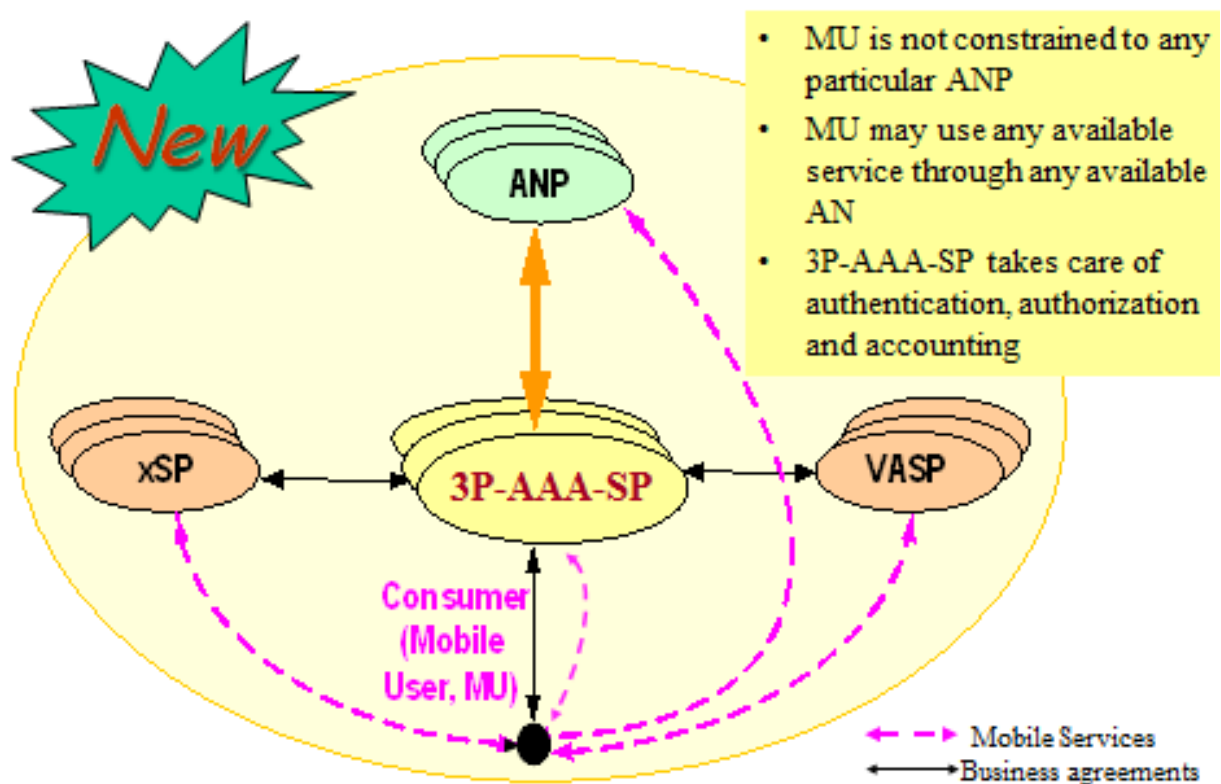 New
• MU is not constrained to any
particular ANP
• MU may use any available
service through any available
AN
• 3P-AAA-SP takes care of
authentication, authorization
and accounting
ANP
xSP
3P-AAA-SP
VASP
Consumer
(Mobile
User, MU)
Mobile Services
Business agreements